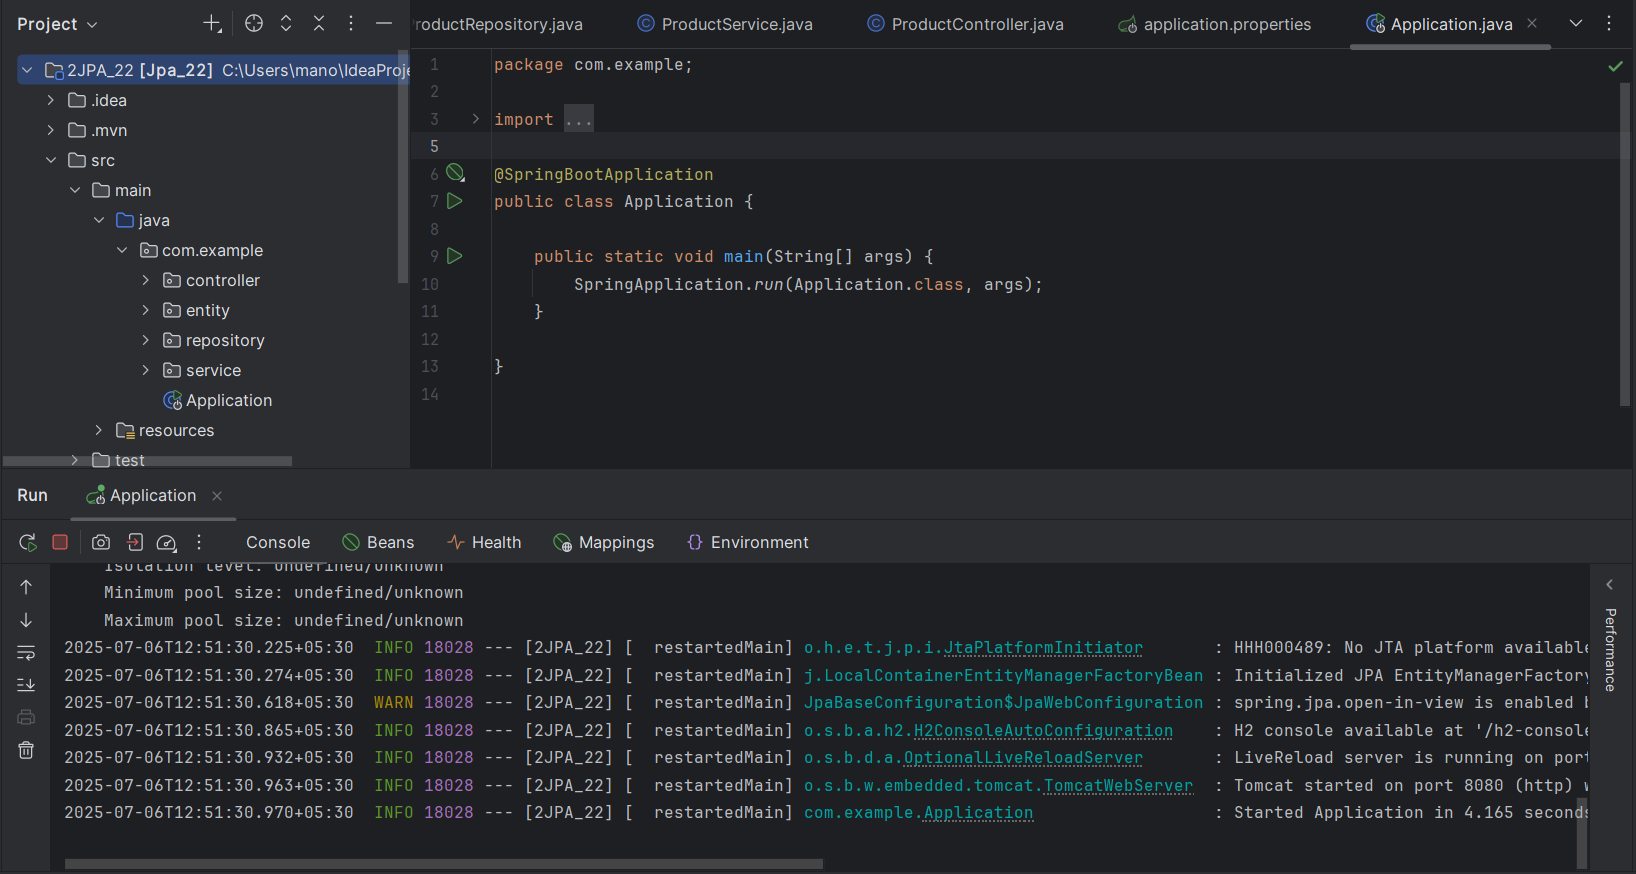 Project
roductRepository.java
ProductService.java
ProductController.java
application.properties
Application.java
2JPA_22 [Jpa_22] C:\Users\mano\IdeaProje
.idea
.mvn
src
main
java
com.example
controller
entity
repository
service
Application
resources
test
1 package com.example;
2
3 import ...
5
6 @SpringBootApplication
7 public class Application {
8
9 public static void main(String[] args) {
10 SpringApplication.run(Application.class, args);
11 }
12
13 }
14
Run Application
Console Beans Health Mappings Environment
Isolation level: undefined/unknown
Minimum pool size: undefined/unknown
Maximum pool size: undefined/unknown
2025-07-06T12:51:30.225+05:30 INFO 18028 --- [2JPA_22] [ restartedMain] o.h.e.t.j.p.i.JtaPlatformInitiator : HHH000489: No JTA platform available
2025-07-06T12:51:30.274+05:30 INFO 18028 --- [2JPA_22] [ restartedMain] j.LocalContainerEntityManagerFactoryBean : Initialized JPA EntityManagerFactory
2025-07-06T12:51:30.618+05:30 WARN 18028 --- [2JPA_22] [ restartedMain] JpaBaseConfiguration$JpaWebConfiguration : spring.jpa.open-in-view is enabled b
2025-07-06T12:51:30.865+05:30 INFO 18028 --- [2JPA_22] [ restartedMain] o.s.b.a.h2.H2ConsoleAutoConfiguration : H2 console available at '/h2-console
2025-07-06T12:51:30.932+05:30 INFO 18028 --- [2JPA_22] [ restartedMain] o.s.b.d.a.OptionalLiveReloadServer : LiveReload server is running on port
2025-07-06T12:51:30.963+05:30 INFO 18028 --- [2JPA_22] [ restartedMain] o.s.b.w.embedded.tomcat.TomcatWebServer : Tomcat started on port 8080 (http) w
2025-07-06T12:51:30.970+05:30 INFO 18028 --- [2JPA_22] [ restartedMain] com.example.Application : Started Application in 4.165 seconds
Performance